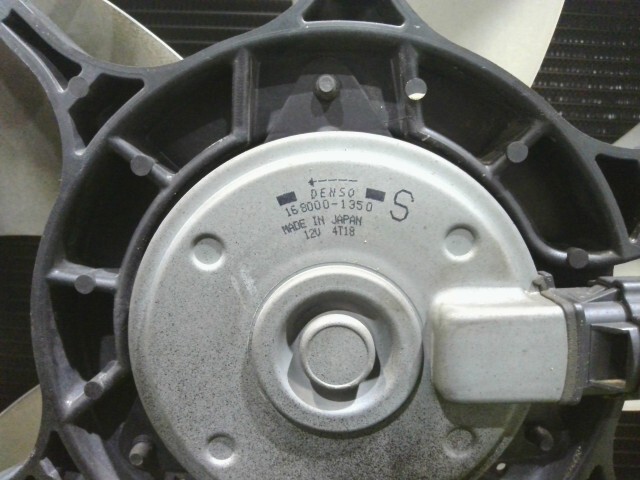 DENSO
168000-1350
S
MADE IN JAPAN
12V 4T18